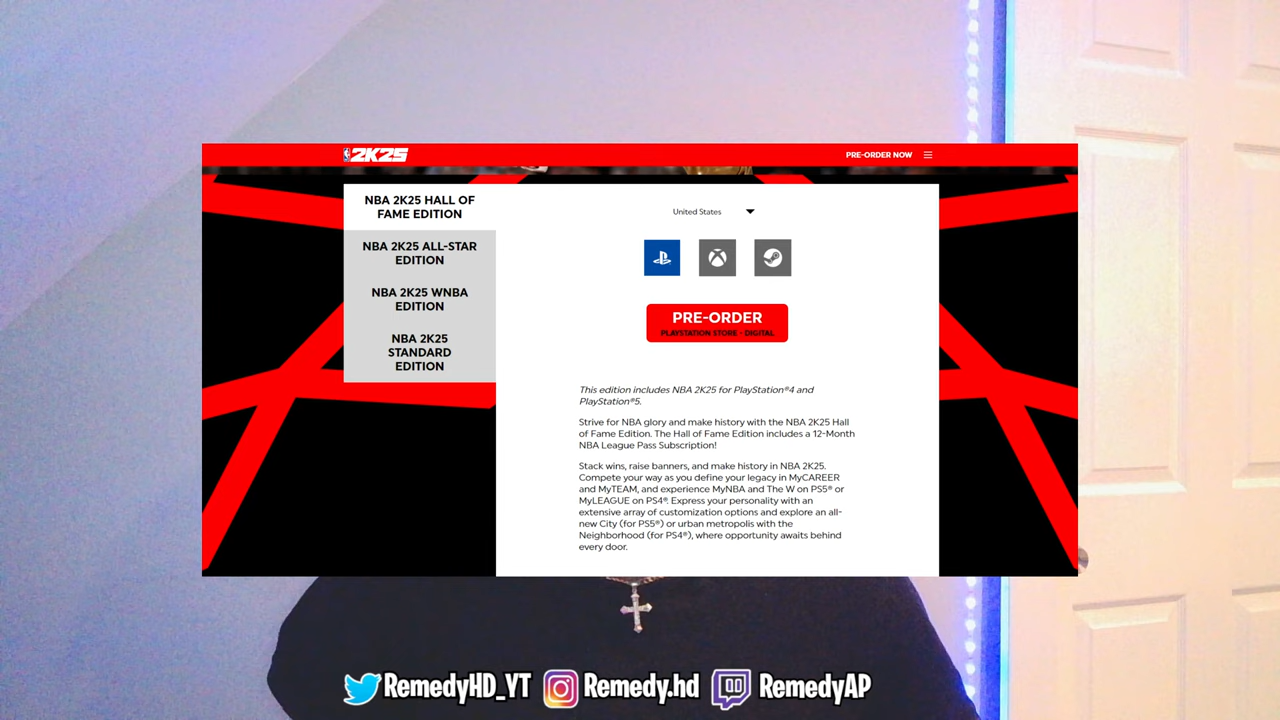 2K25
PRE-ORDER NOW
NBA 2K25 HALL OF
FAME EDITION
NBA 2K25 ALL-STAR
EDITION
NBA 2K25 WNBA
EDITION
NBA 2K25
STANDARD
EDITION
United States
PRE-ORDER
PLAYSTATION STORE - DIGITAL
This edition includes NBA 2K25 for PlayStation®4 and
PlayStation®5.
Strive for NBA glory and make history with the NBA 2K25 Hall
of Fame Edition. The Hall of Fame Edition includes a 12-Month
NBA League Pass Subscription!
Stack wins, raise banners, and make history in NBA 2K25.
Compete your way as you define your legacy in MyCAREER
and MyTEAM, and experience MyNBA and The W on PS5® or
MyLEAGUE on PS4®. Express your personality with an
extensive array of customization options and explore an all-
new City (for PS5®) or urban metropolis with the
Neighborhood (for PS4®), where opportunity awaits behind
every door.
RemedyHD_YT Remedy.hd RemedyAP